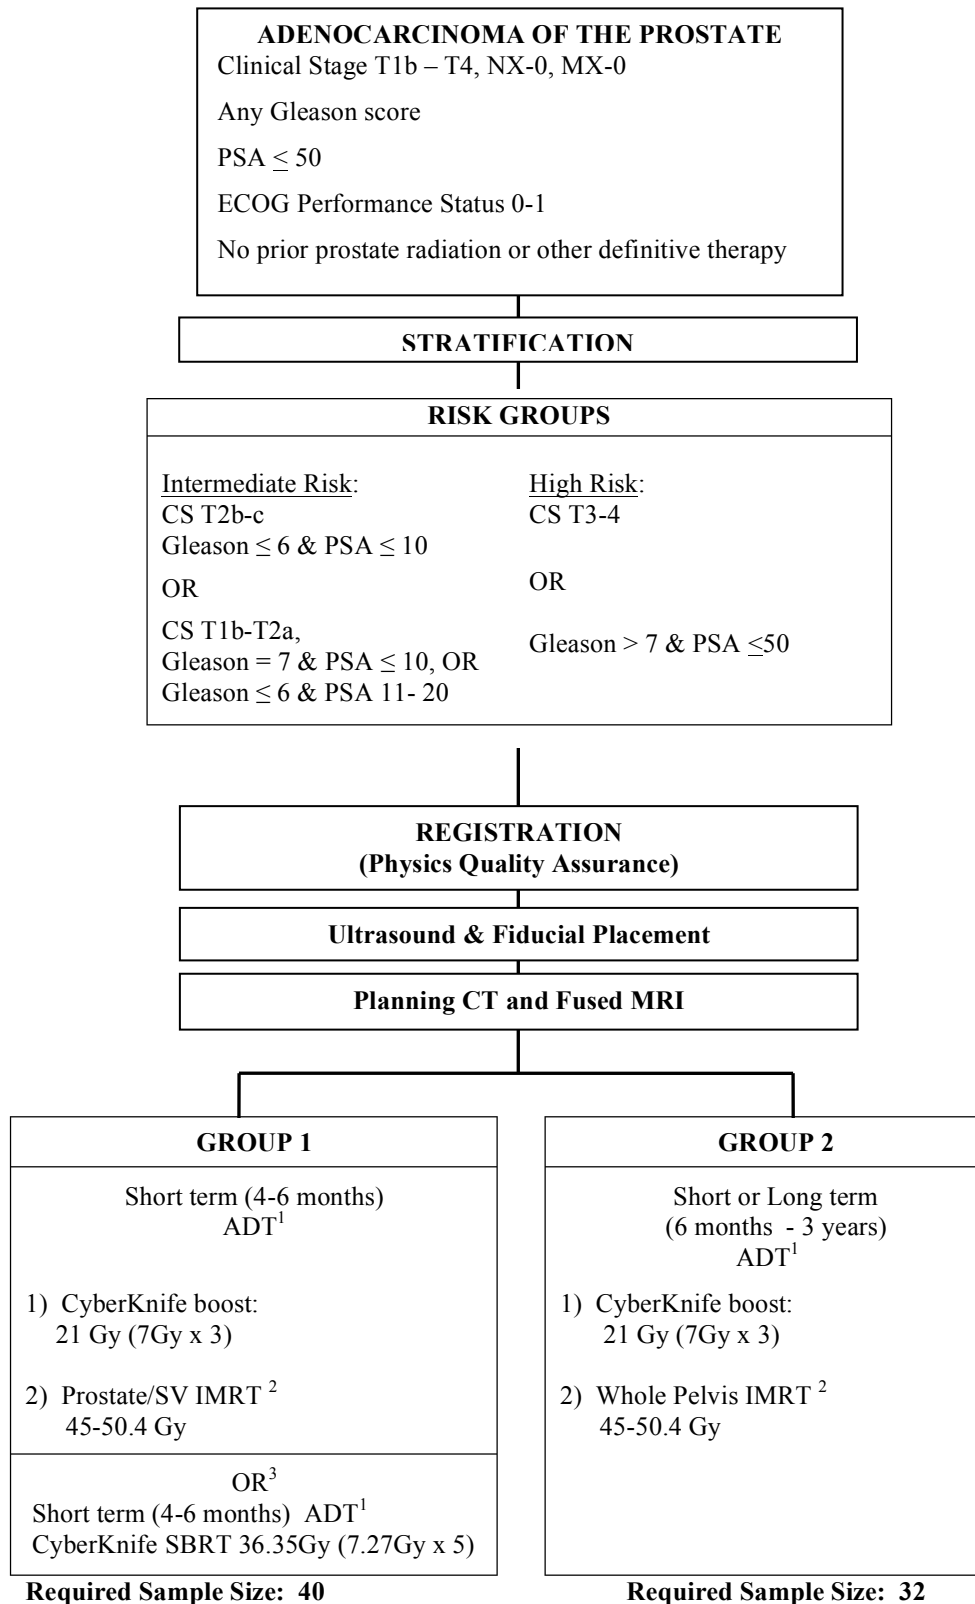 ADENOCARCINOMA OF THE PROSTATE
Clinical Stage T1b – T4, NX-0, MX-0
Any Gleason score
PSA ≤ 50
ECOG Performance Status 0-1
No prior prostate radiation or other definitive therapy
STRATIFICATION
RISK GROUPS
Intermediate Risk:
CS T2b-c
Gleason ≤ 6 & PSA ≤ 10
OR
CS T1b-T2a,
Gleason = 7 & PSA ≤ 10, OR
Gleason ≤ 6 & PSA 11- 20
High Risk:
CS T3-4
OR
Gleason > 7 & PSA ≤50
REGISTRATION
(Physics Quality Assurance)
Ultrasound & Fiducial Placement
Planning CT and Fused MRI
GROUP 1
Short term (4-6 months)
ADT1
1) CyberKnife boost:
21 Gy (7Gy x 3)
2) Prostate/SV IMRT 2
45-50.4 Gy
OR3
Short term (4-6 months) ADT1
CyberKnife SBRT 36.35Gy (7.27Gy x 5)
Required Sample Size: 40
GROUP 2
Short or Long term
(6 months - 3 years)
ADT1
1) CyberKnife boost:
21 Gy (7Gy x 3)
2) Whole Pelvis IMRT 2
45-50.4 Gy
Required Sample Size: 32